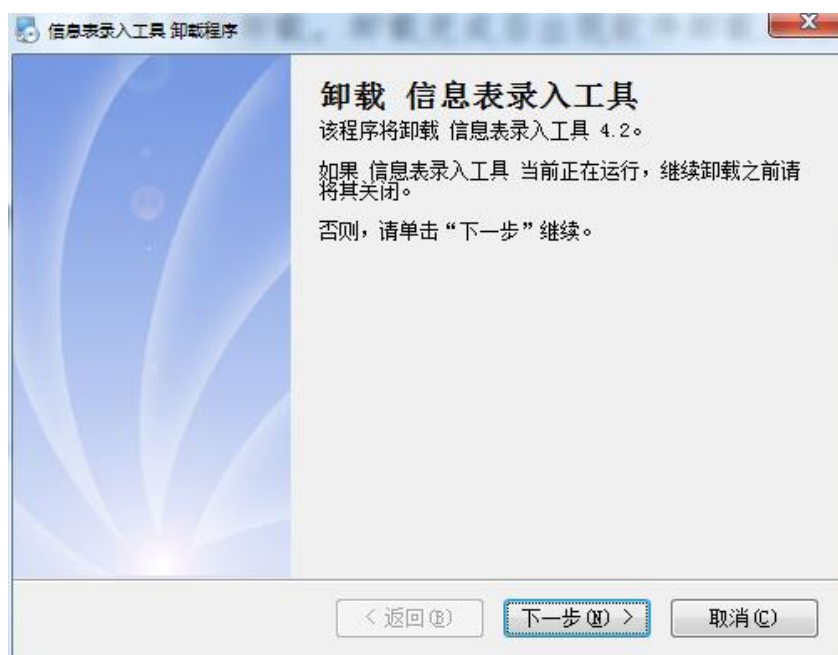 信息表录入工具 卸载程序
卸载 信息表录入工具
该程序将卸载 信息表录入工具 4.2。
如果 信息表录入工具 当前正在运行，继续卸载之前请
将其关闭。
否则，请单击“下一步”继续。
< 返回(B)
下一步(N) >
取消(C)